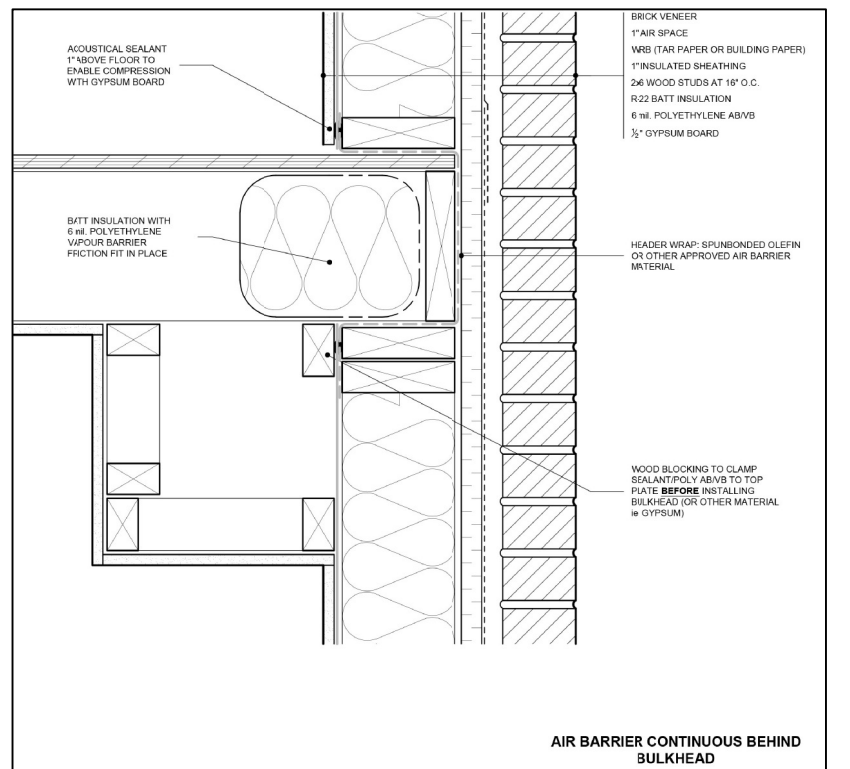 ACOUSTICAL SEALANT
1" ABOVE FLOOR TO
ENABLE COMPRESSION
WITH GYPSUM BOARD
BRICK VENEER
1" AIR SPACE
WRB (TAR PAPER OR BUILDING PAPER)
1" INSULATED SHEATHING
2x6 WOOD STUDS AT 16" O.C.
R-22 BATT INSULATION
6 mil. POLYETHYLENE AB/VB
½" GYPSUM BOARD
BATT INSULATION WITH
6 mil. POLYETHYLENE
VAPOUR BARRIER
FRICTION FIT IN PLACE
HEADER WRAP: SPUNBONDED OLEFIN
OR OTHER APPROVED AIR BARRIER
MATERIAL
WOOD BLOCKING TO CLAMP
SEALANT/POLY AB/VB TO TOP
PLATE BEFORE INSTALLING
BULKHEAD (OR OTHER MATERIAL
ie GYPSUM)
AIR BARRIER CONTINUOUS BEHIND
BULKHEAD